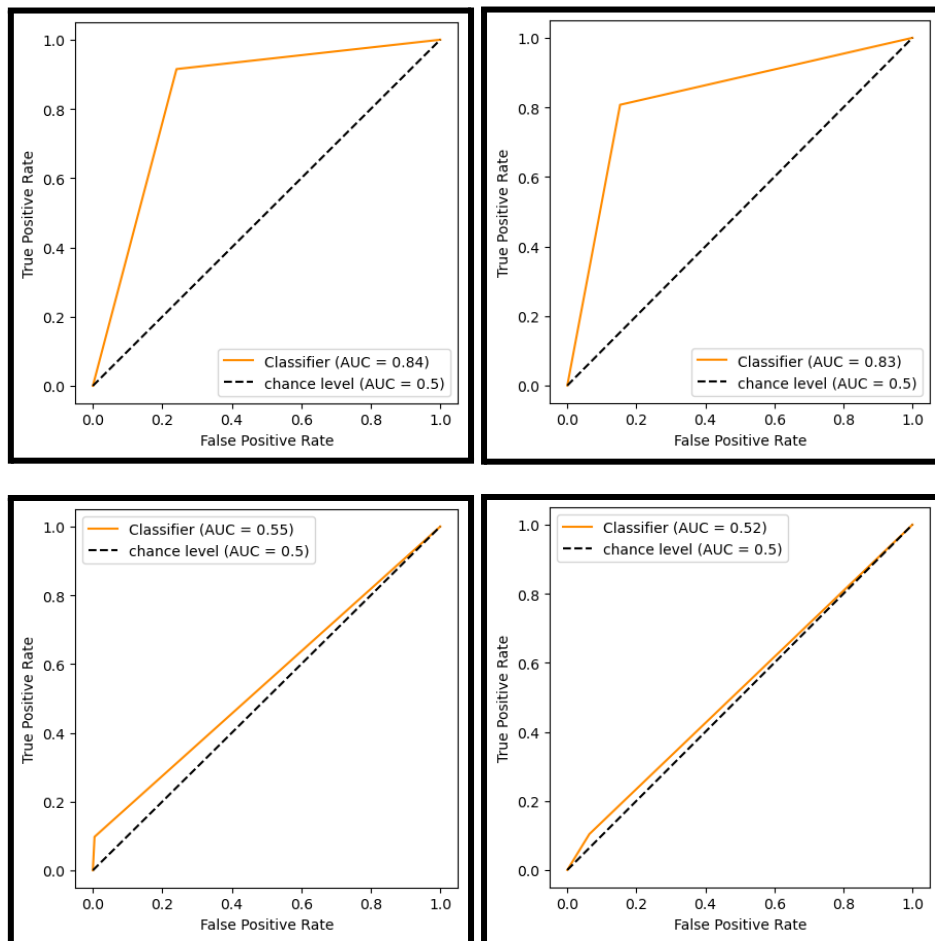 1.0
0.8
0.6
0.4
0.2
0.0
True Positive Rate
Classifier (AUC = 0.84)
chance level (AUC = 0.5)
0.0 0.2 0.4 0.6 0.8 1.0
False Positive Rate
1.0
0.8
0.6
0.4
0.2
0.0
True Positive Rate
Classifier (AUC = 0.83)
chance level (AUC = 0.5)
0.0 0.2 0.4 0.6 0.8 1.0
False Positive Rate
Classifier (AUC = 0.55)
chance level (AUC = 0.5)
1.0
0.8
0.6
0.4
0.2
0.0
True Positive Rate
0.0 0.2 0.4 0.6 0.8 1.0
False Positive Rate
Classifier (AUC = 0.52)
chance level (AUC = 0.5)
1.0
0.8
0.6
0.4
0.2
0.0
True Positive Rate
0.0 0.2 0.4 0.6 0.8 1.0
False Positive Rate